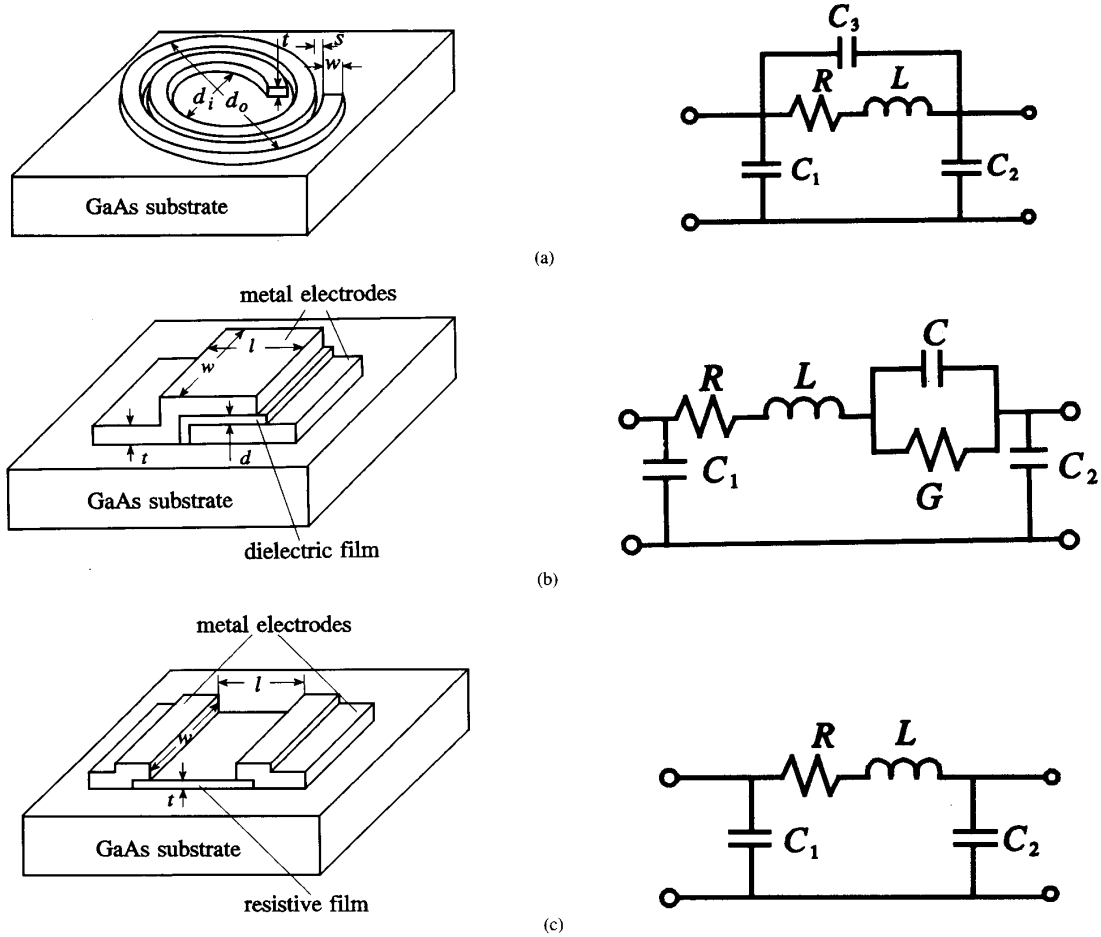 t s
w
d_i d_o
GaAs substrate
C_3
R L
C_1 C_2
(a)
metal electrodes
w l
t d
GaAs substrate
dielectric film
C
R L
C_1 G C_2
(b)
metal electrodes
l
w
t
GaAs substrate
resistive film
R L
C_1 C_2
(c)